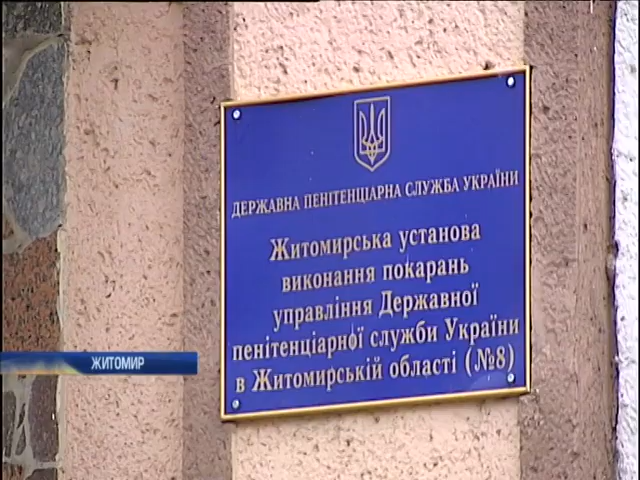 ДЕРЖАВНА ПЕНІТЕНЦІАРНА СЛУЖБА УКРАЇНИ
Житомирська установа
виконання покарань
управління Державної
пенітенціарної служби України
в Житомирській області (№8)
ЖИТОМИР